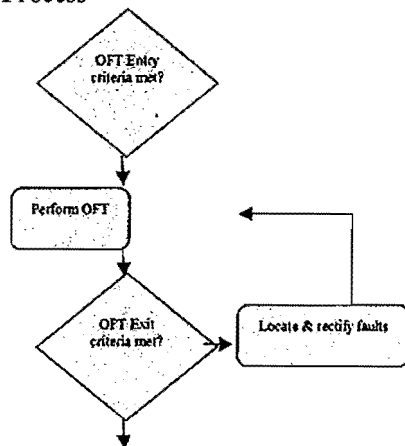 Process
OFT Entry
criteria met?
Perform OFT
OFT Exit
criteria met?
Locate & rectify faults